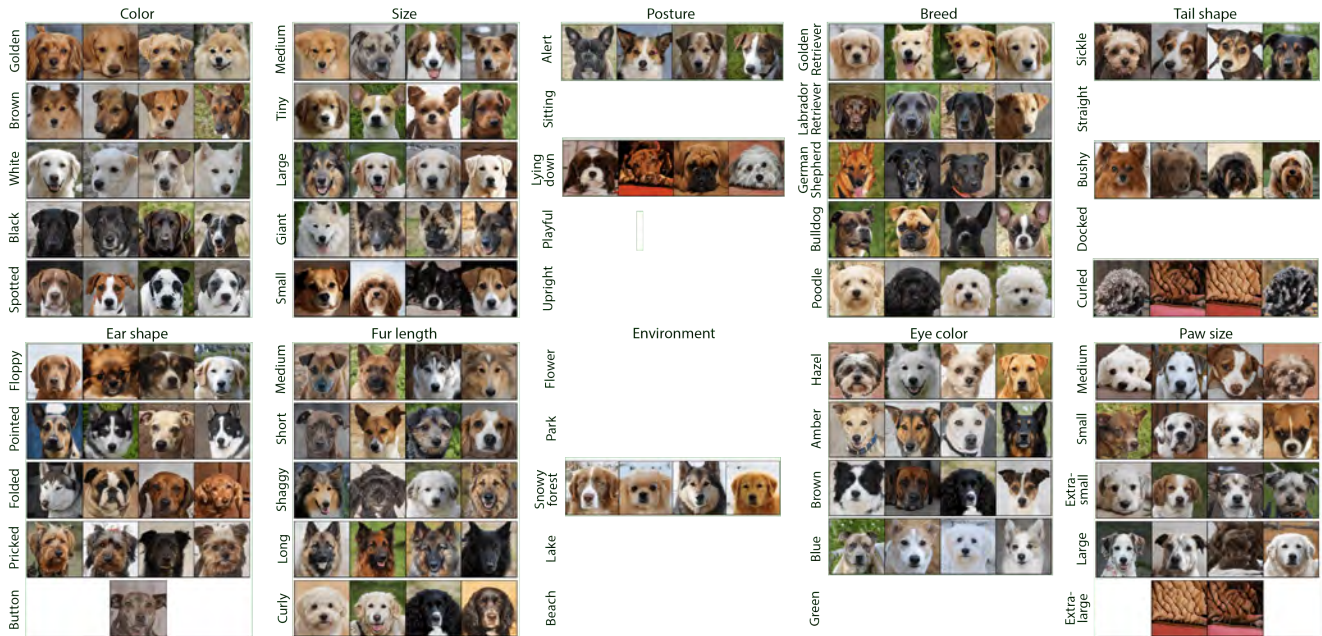 Color
Golden
Brown
White
Black
Spotted
Size
Medium
Tiny
Large
Giant
Small
Posture
Alert
Sitting
Lying
down
Playful
Upright
Breed
Golden
Retriever
Labrador
Retriever
German
Shepherd
Bulldog
Poodle
Tail shape
Sickle
Straight
Bushy
Docked
Curled
Ear shape
Floppy
Pointed
Folded
Pricked
Button
Fur length
Medium
Short
Shaggy
Long
Curly
Environment
Flower
Park
Snowy
forest
Lake
Beach
Eye color
Hazel
Amber
Brown
Blue
Green
Paw size
Medium
Small
Extra-
small
Large
Extra-
large